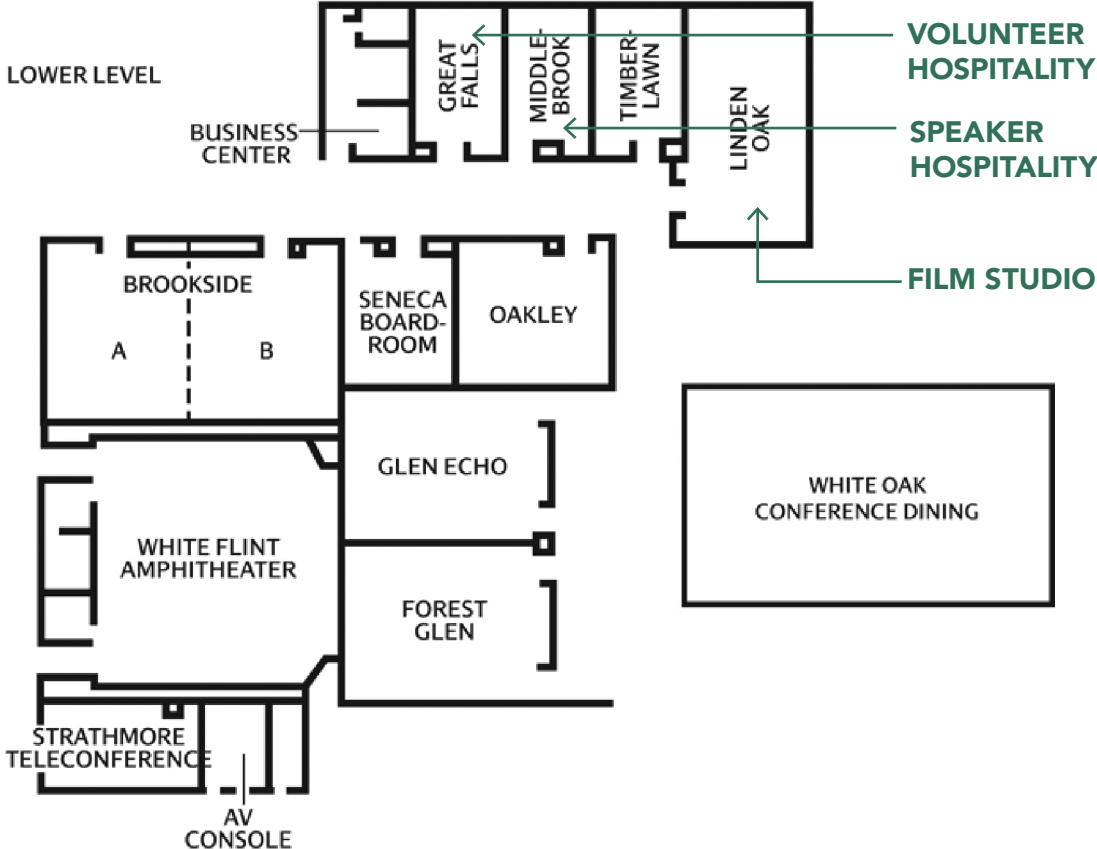 LOWER LEVEL
BUSINESS
CENTER
GREAT
FALLS
MIDDLE-
BROOK
TIMBER-
LAWN
LINDEN
OAK
VOLUNTEER
HOSPITALITY
SPEAKER
HOSPITALITY
FILM STUDIO
BROOKSIDE
A
B
SENECA
BOARD-
ROOM
OAKLEY
GLEN ECHO
WHITE OAK
CONFERENCE DINING
WHITE FLINT
AMPHITHEATER
FOREST
GLEN
STRATHMORE
TELECONFERENCE
AV
CONSOLE